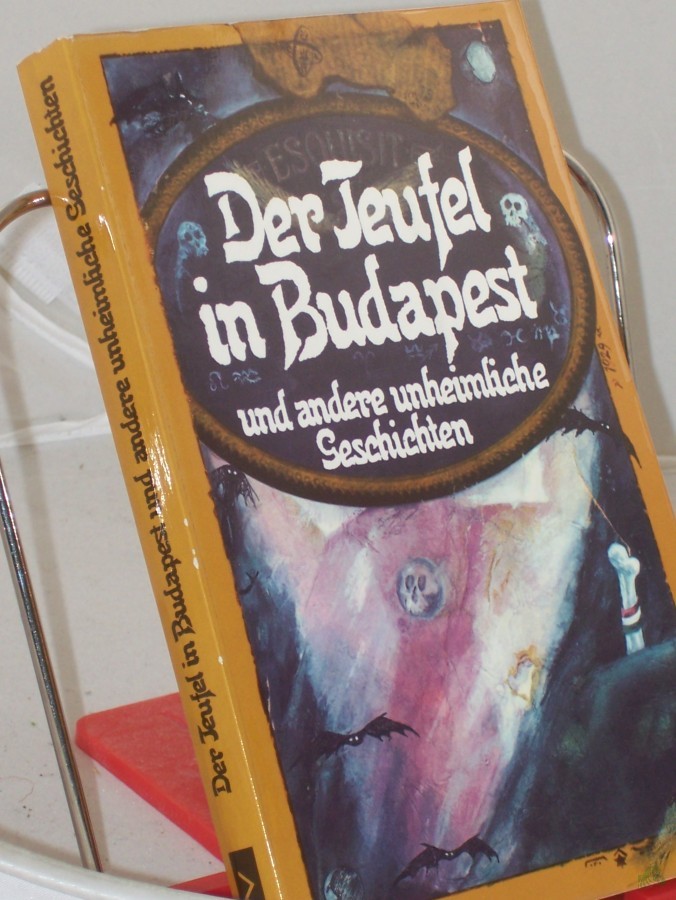 Der Teufel
in Budapest
und andere unheimliche
Geschichten
Der Teufel in Budapest und andere unheimliche Geschichten